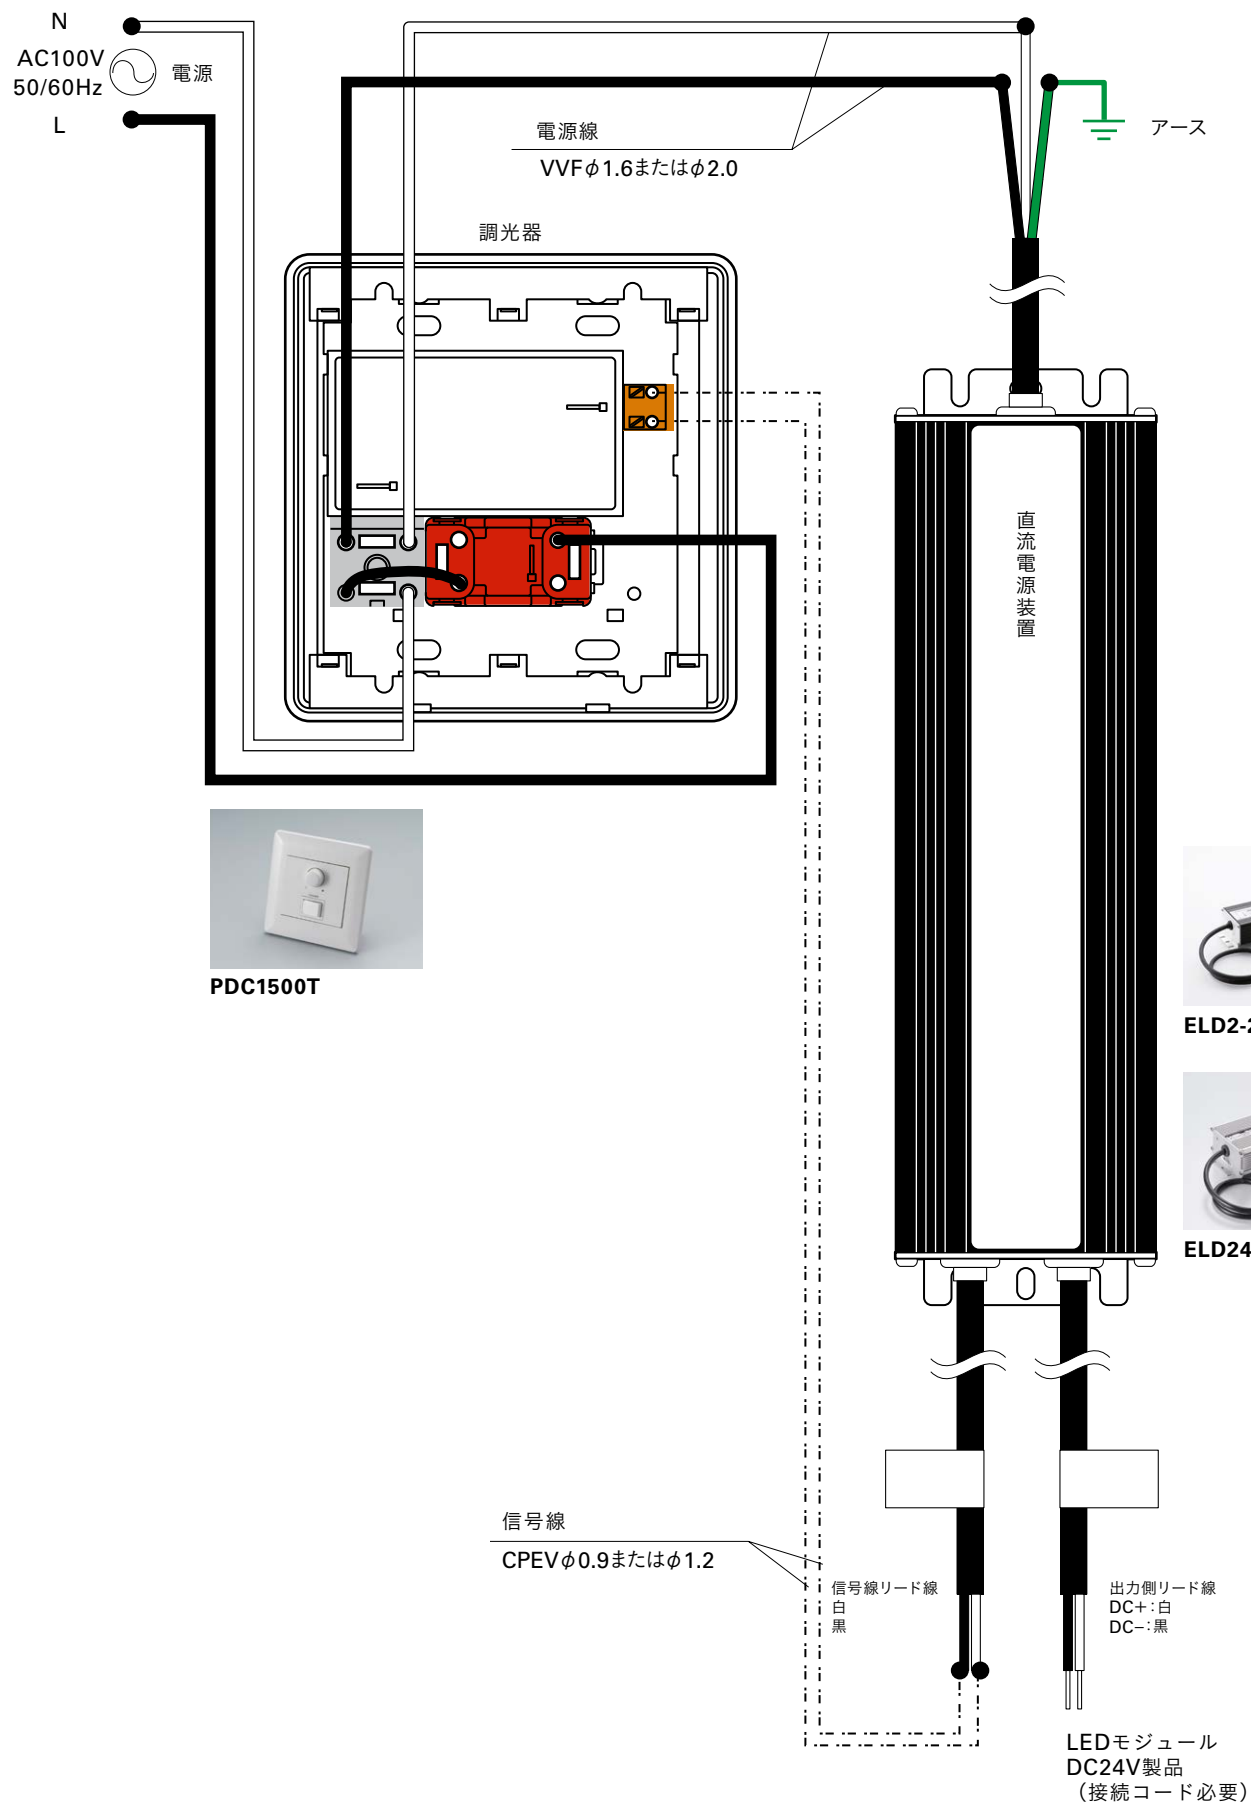 N
AC100V
50/60Hz
電源
L
電源線
VVFφ1.6またはφ2.0
アース
調光器
直流電源装置
PDC1500T
ELD2-2
ELD24
信号線
CPEVφ0.9またはφ1.2
信号線リード線
白
黒
出力側リード線
DC+:白
DC−:黒
LEDモジュール
DC24V製品
（接続コード必要）